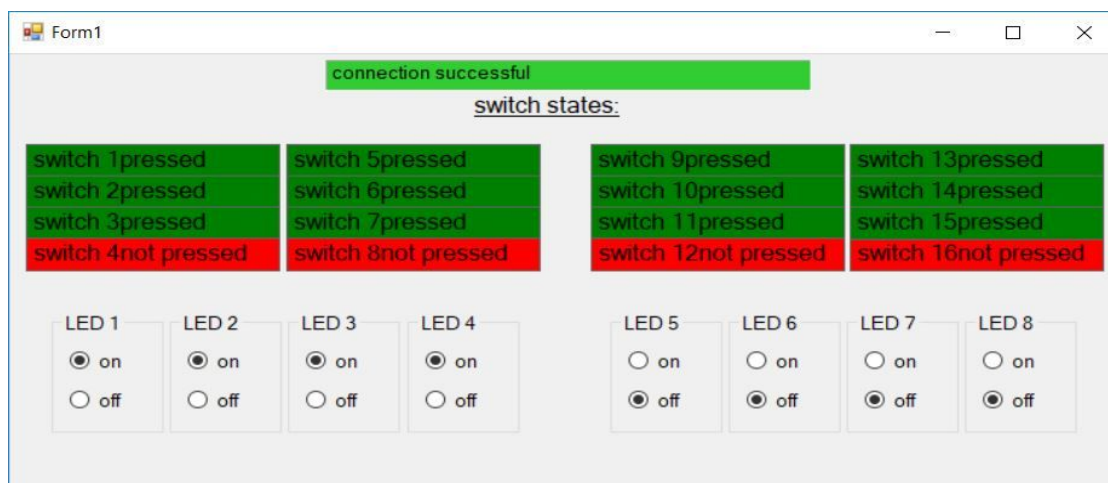 Form1
connection successful
switch states:
switch 1pressed
switch 2pressed
switch 3pressed
switch 4not pressed
switch 5pressed
switch 6pressed
switch 7pressed
switch 8not pressed
switch 9pressed
switch 10pressed
switch 11pressed
switch 12not pressed
switch 13pressed
switch 14pressed
switch 15pressed
switch 16not pressed
LED 1
on
off
LED 2
on
off
LED 3
on
off
LED 4
on
off
LED 5
on
off
LED 6
on
off
LED 7
on
off
LED 8
on
off